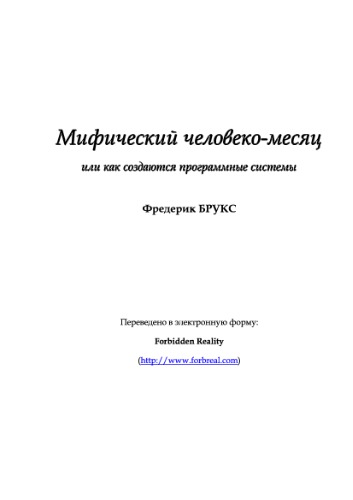 Мифический человеко-месяц
или как создаются программные системы
Фредерик БРУКС
Переведено в электронную форму:
Forbidden Reality
(http://www.forbreal.com)